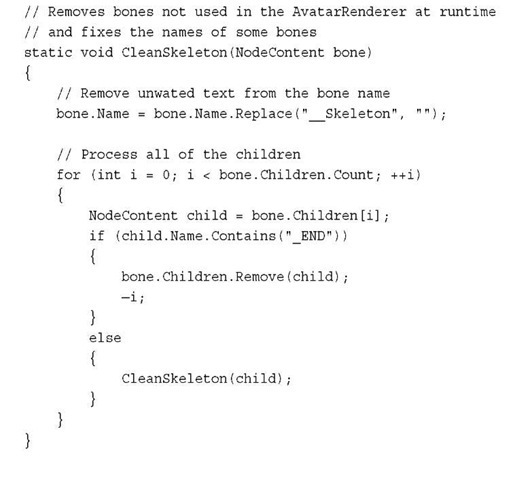 // Removes bones not used in the AvatarRenderer at runtime
// and fixes the names of some bones
static void CleanSkeleton(NodeContent bone)
{
// Remove unwated text from the bone name
bone.Name = bone.Name.Replace("__Skeleton", "");
// Process all of the children
for (int i = 0; i < bone.Children.Count; ++i)
{
NodeContent child = bone.Children[i];
if (child.Name.Contains("_END"))
{
bone.Children.Remove(child);
—i;
}
else
{
CleanSkeleton(child);
}
}
}